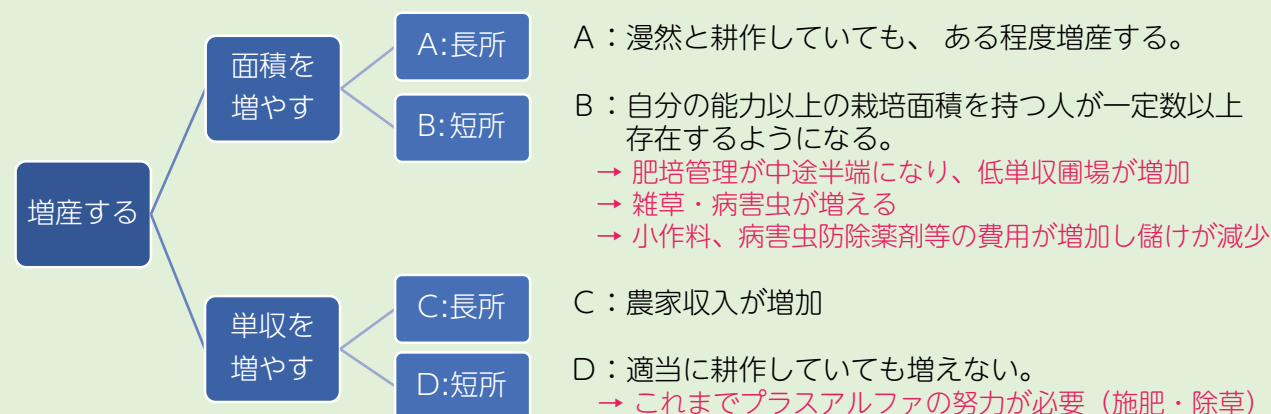 増産する
面積を
増やす
A:長所
B:短所
単収を
増やす
C:長所
D:短所
A：漫然と耕作していても、 ある程度増産する。
B：自分の能力以上の栽培面積を持つ人が一定数以上
存在するようになる。
→ 肥培管理が中途半端になり、低単収圃場が増加
→ 雑草・病害虫が増える
→ 小作料、病害虫防除薬剤等の費用が増加し儲けが減少
C：農家収入が増加
D：適当に耕作していても増えない。
→ これまでプラスアルファの努力が必要（施肥・除草）